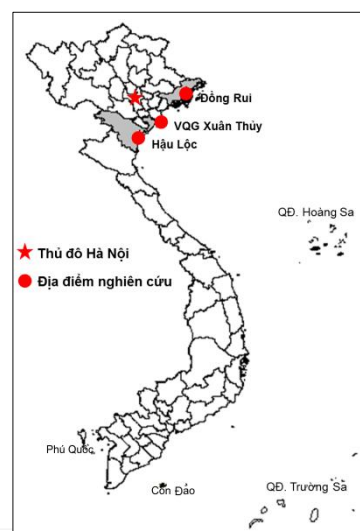 Đồng Rui
VQG Xuân Thủy
Hậu Lộc
QĐ. Hoàng Sa
Thủ đô Hà Nội
Địa điểm nghiên cứu
Phú Quốc
Côn Đảo
QĐ. Trường Sa